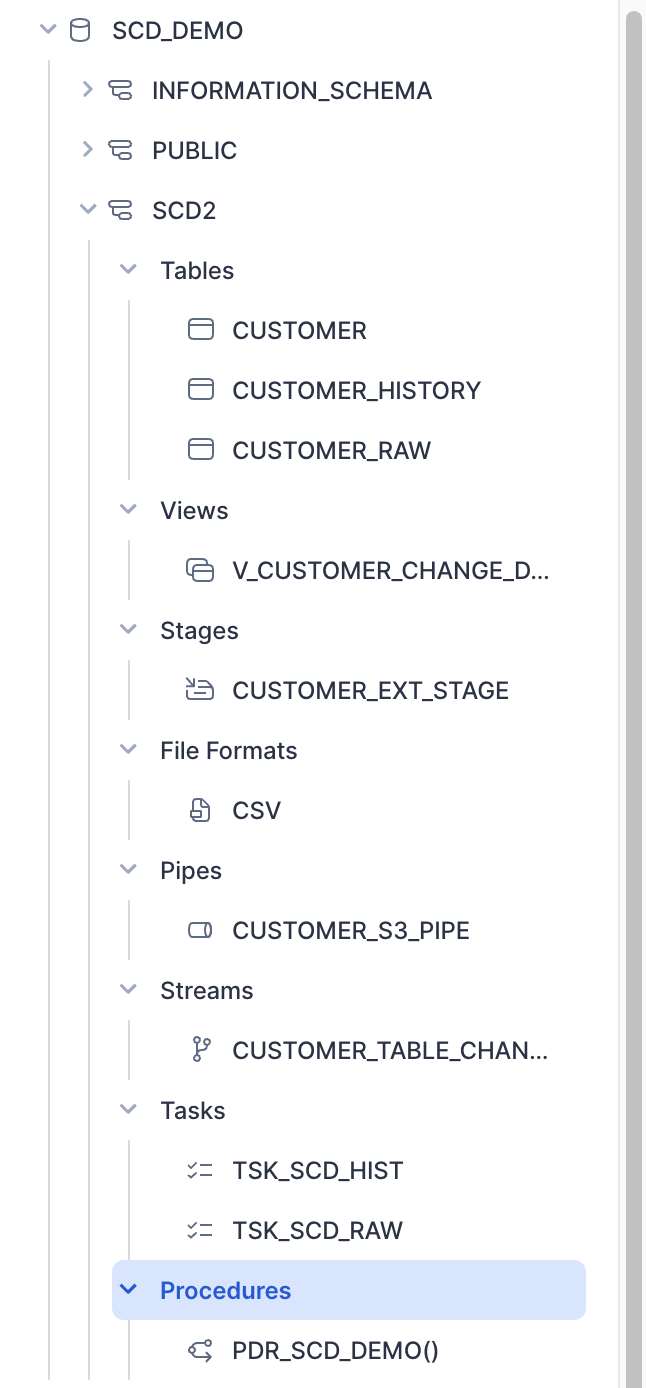 SCD_DEMO
INFORMATION_SCHEMA
PUBLIC
SCD2
Tables
CUSTOMER
CUSTOMER_HISTORY
CUSTOMER_RAW
Views
V_CUSTOMER_CHANGE_D...
Stages
CUSTOMER_EXT_STAGE
File Formats
CSV
Pipes
CUSTOMER_S3_PIPE
Streams
CUSTOMER_TABLE_CHAN...
Tasks
TSK_SCD_HIST
TSK_SCD_RAW
Procedures
PDR_SCD_DEMO()